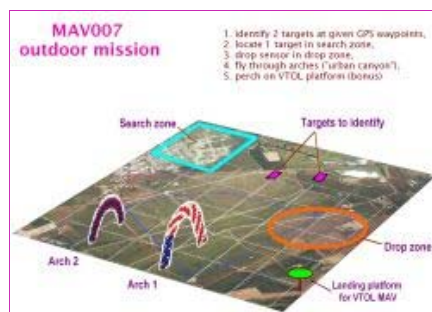 MAV007
outdoor mission
1. identify 2 targets at given GPS waypoints,
2. locate 1 target in search zone,
3. drop sensor in drop zone,
4. fly through arches ("urban canyon"),
5. perch on VTOL platform (bonus)
Search zone
Targets to identify
Arch 2
Arch 1
Drop zone
Landing platform
for VTOL MAV